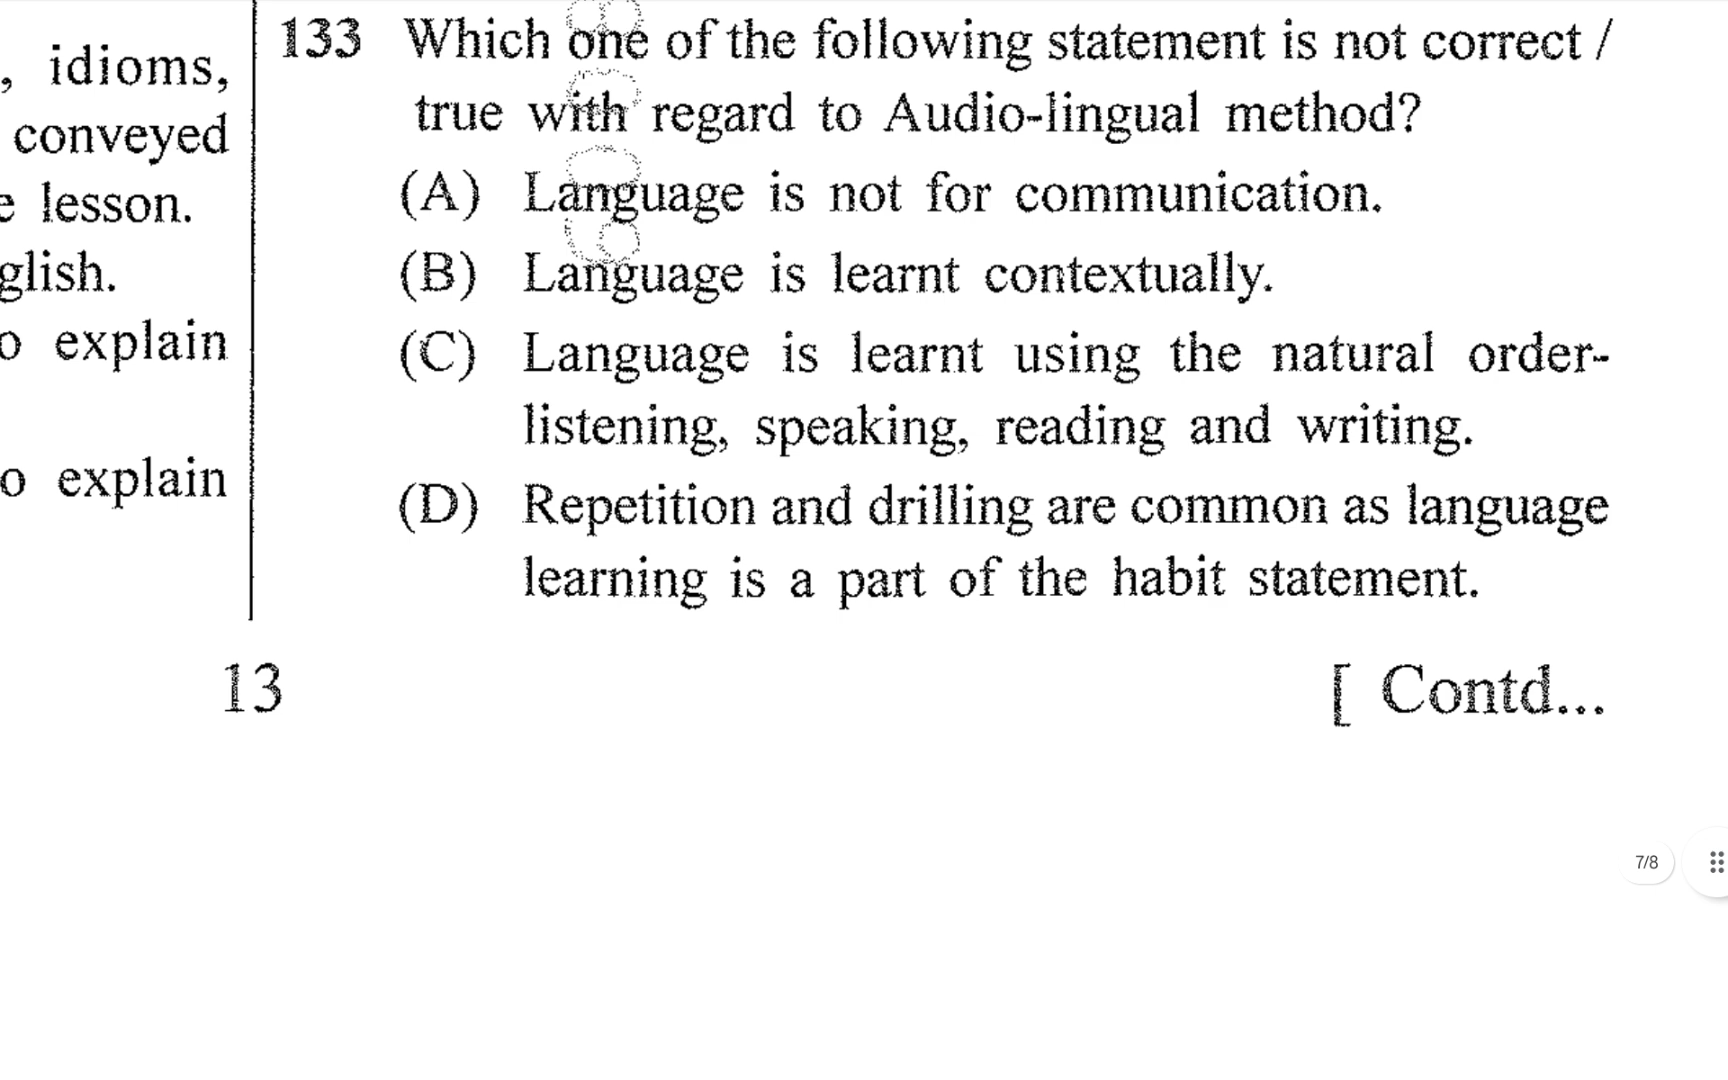 , idioms,
conveyed
e lesson.
glish.
o explain
o explain
133 Which one of the following statement is not correct /
true with regard to Audio-lingual method?
(A) Language is not for communication.
(B) Language is learnt contextually.
(C) Language is learnt using the natural order-
listening, speaking, reading and writing.
(D) Repetition and drilling are common as language
learning is a part of the habit statement.
13
[ Contd...
7/8